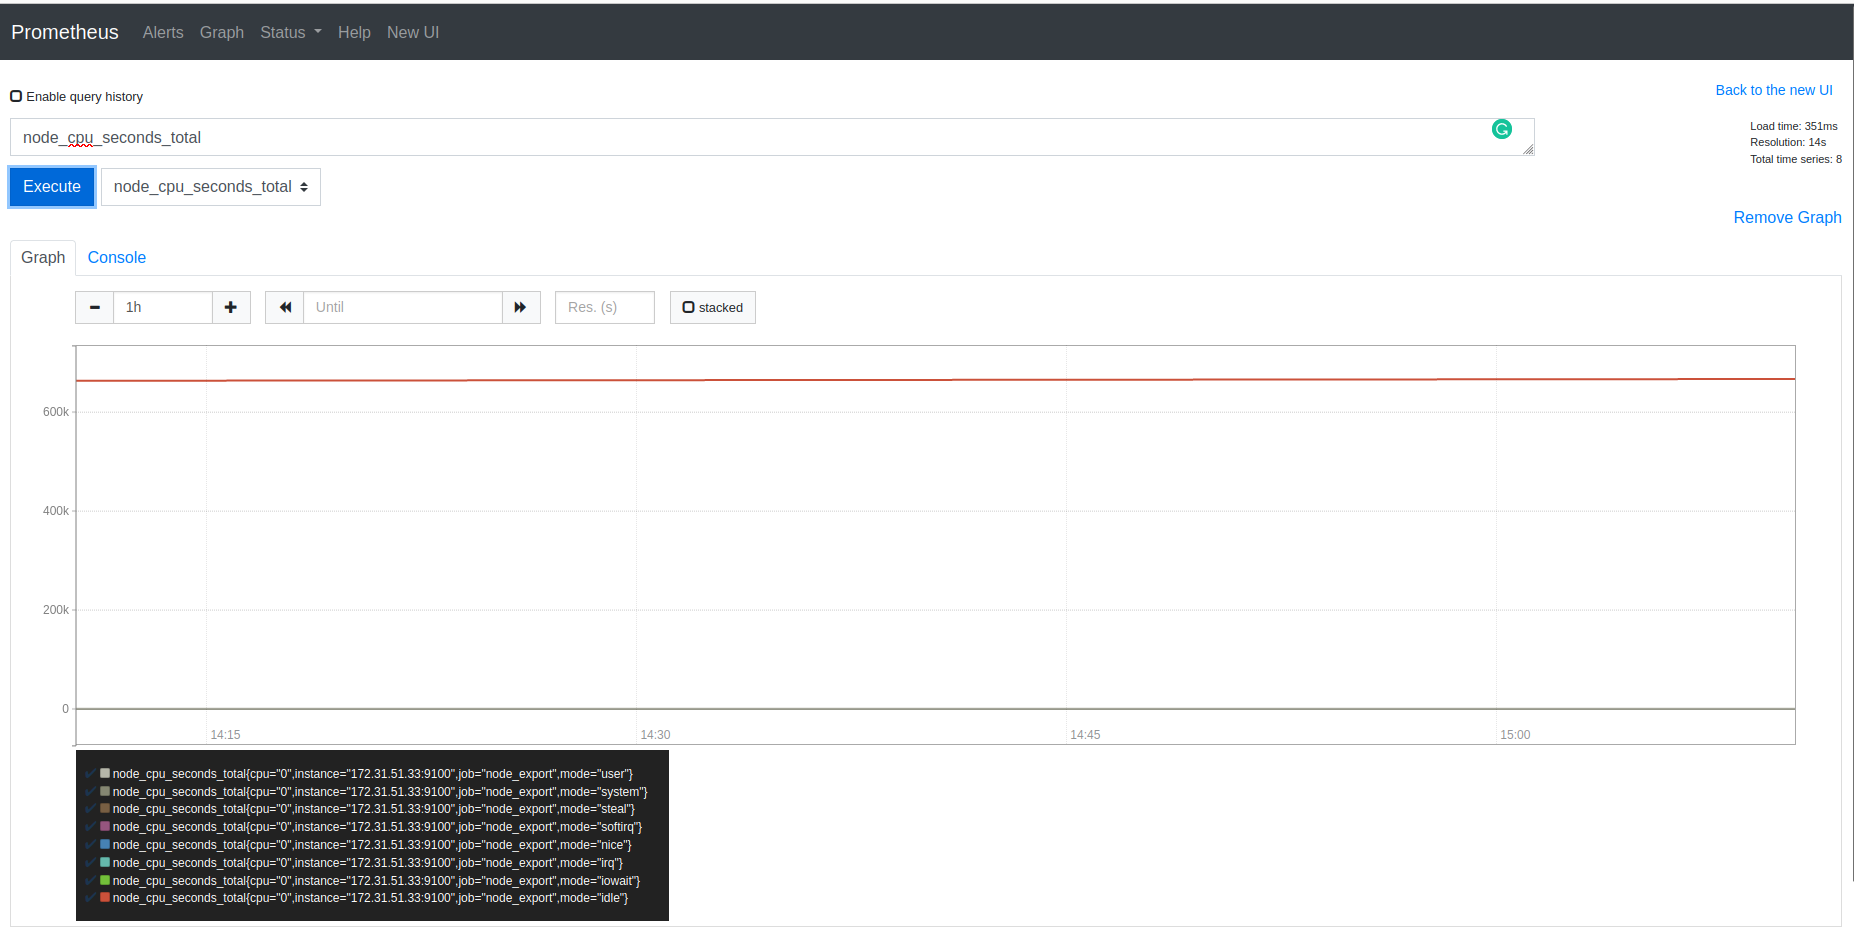 Prometheus Alerts Graph Status Help New UI
Enable query history
Back to the new UI
node_cpu_seconds_total
Load time: 351ms
Resolution: 14s
Total time series: 8
Execute node_cpu_seconds_total
Remove Graph
Graph Console
1h Until Res. (s) stacked
600k
400k
200k
0
14:15 14:30 14:45 15:00
node_cpu_seconds_total{cpu="0",instance="172.31.51.33:9100",job="node_export",mode="user"}
node_cpu_seconds_total{cpu="0",instance="172.31.51.33:9100",job="node_export",mode="system"}
node_cpu_seconds_total{cpu="0",instance="172.31.51.33:9100",job="node_export",mode="steal"}
node_cpu_seconds_total{cpu="0",instance="172.31.51.33:9100",job="node_export",mode="softirq"}
node_cpu_seconds_total{cpu="0",instance="172.31.51.33:9100",job="node_export",mode="nice"}
node_cpu_seconds_total{cpu="0",instance="172.31.51.33:9100",job="node_export",mode="irq"}
node_cpu_seconds_total{cpu="0",instance="172.31.51.33:9100",job="node_export",mode="iowait"}
node_cpu_seconds_total{cpu="0",instance="172.31.51.33:9100",job="node_export",mode="idle"}